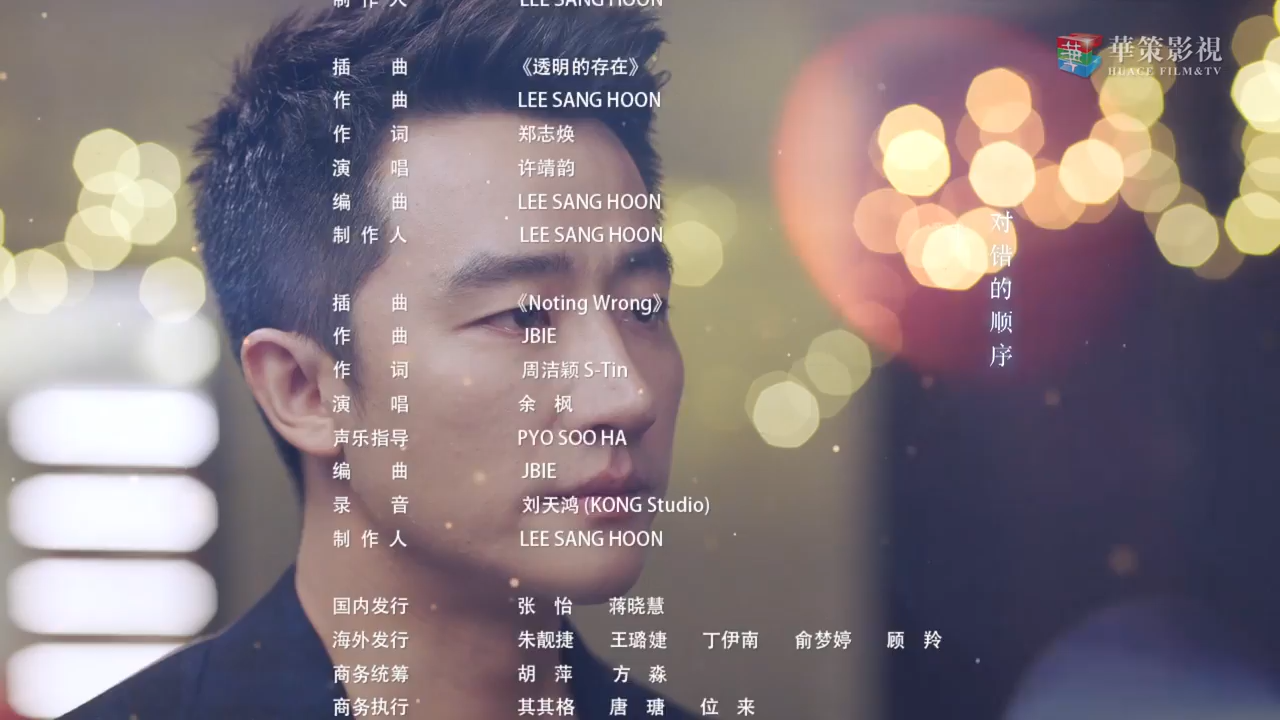 制 作 人 LEE SANG HOON
華策影視
HUACE FILM&TV
插 曲 《透明的存在》
作 曲 LEE SANG HOON
作 词 郑志焕
演 唱 许靖韵
编 曲 LEE SANG HOON
制 作 人 LEE SANG HOON
插 曲 《Noting Wrong》
作 曲 JBIE
作 词 周洁颖 S-Tin
演 唱 余 枫
声乐指导 PYO SOO HA
编 曲 JBIE
录 音 刘天鸿 (KONG Studio)
制 作 人 LEE SANG HOON
国内发行 张 怡 蒋晓慧
海外发行 朱靓捷 王璐婕 丁伊南 俞梦婷 顾 羚
商务统筹 胡 萍 方 淼
商务执行 其其格 唐 瑭 位 来
对错的顺序